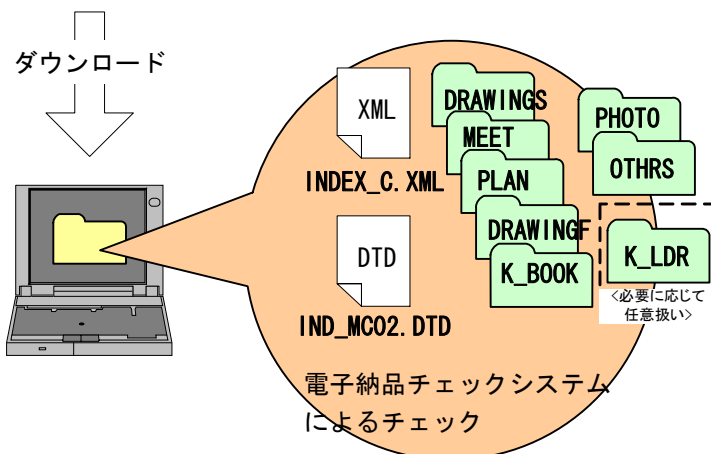 ダウンロード
XML
INDEX_C.XML
DTD
IND_MC02.DTD
DRAWINGS
MEET
PLAN
DRAWINGF
K_BOOK
PHOTO
OTHRS
K_LDR
<必要に応じて
任意扱い>
電子納品チェックシステム
によるチェック